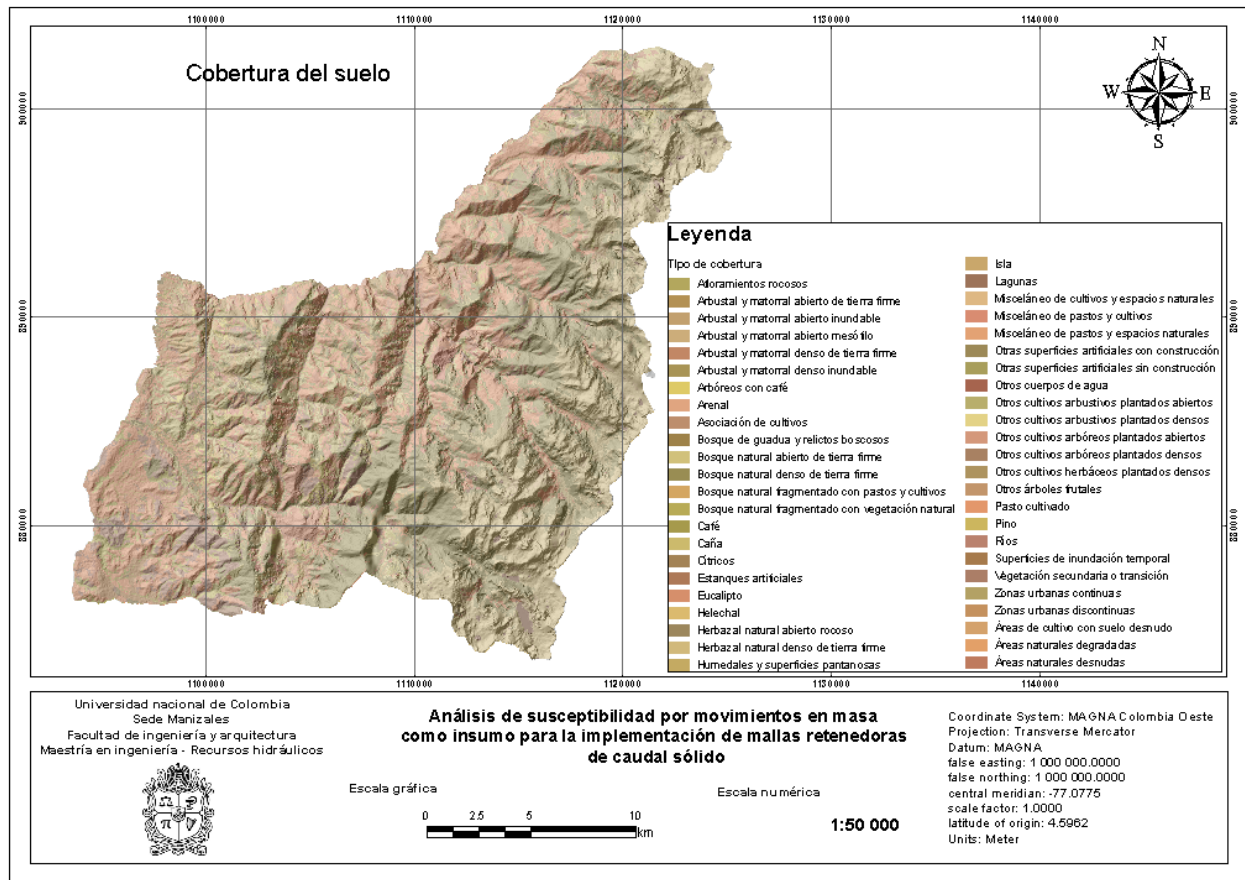 1100000
1110000
1120000
1130000
1140000
Cobertura del suelo
N
W
E
S
900000
900000
890000
890000
880000
880000
Leyenda
Tipo de cobertura
Afloramientos rocosos
Arbustal y matorral abierto de tierra firme
Arbustal y matorral abierto inundable
Arbustal y matorral abierto mesófilo
Arbustal y matorral denso de tierra firme
Arbustal y matorral denso inundable
Arbóreos con café
Arenal
Asociación de cultivos
Bosque de guadua y relictos boscosos
Bosque natural abierto de tierra firme
Bosque natural denso de tierra firme
Bosque natural fragmentado con pastos y cultivos
Bosque natural fragmentado con vegetación natural
Café
Caña
Cítricos
Estanques artificiales
Eucalipto
Helechal
Herbazal natural abierto rocoso
Herbazal natural denso de tierra firme
Humedales y superficies pantanosas
Isla
Lagunas
Misceláneo de cultivos y espacios naturales
Misceláneo de pastos y cultivos
Misceláneo de pastos y espacios naturales
Otras superficies artificiales con construcción
Otras superficies artificiales sin construcción
Otros cuerpos de agua
Otros cultivos arbustivos plantados abiertos
Otros cultivos arbustivos plantados densos
Otros cultivos arbóreos plantados abiertos
Otros cultivos arbóreos plantados densos
Otros cultivos herbáceos plantados densos
Otros árboles frutales
Pasto cultivado
Pino
Ríos
Superficies de inundación temporal
Vegetación secundaria o transición
Zonas urbanas continuas
Zonas urbanas discontinuas
Áreas de cultivo con suelo desnudo
Áreas naturales degradadas
Áreas naturales desnudas
1100000
1110000
1120000
1130000
1140000
Universidad nacional de Colombia
Sede Manizales
Facultad de ingeniería y arquitectura
Maestría en ingeniería - Recursos hidráulicos
Análisis de susceptibilidad por movimientos en masa
como insumo para la implementación de mallas retenedoras
de caudal sólido
Escala gráfica
0 2.5 5 10
km
Escala numérica
1:50 000
Coordinate System: MAGNA Colombia Oeste
Projection: Transverse Mercator
Datum: MAGNA
false easting: 1 000 000.0000
false northing: 1 000 000.0000
central meridian: -77.0775
scale factor: 1.0000
latitude of origin: 4.5962
Units: Meter